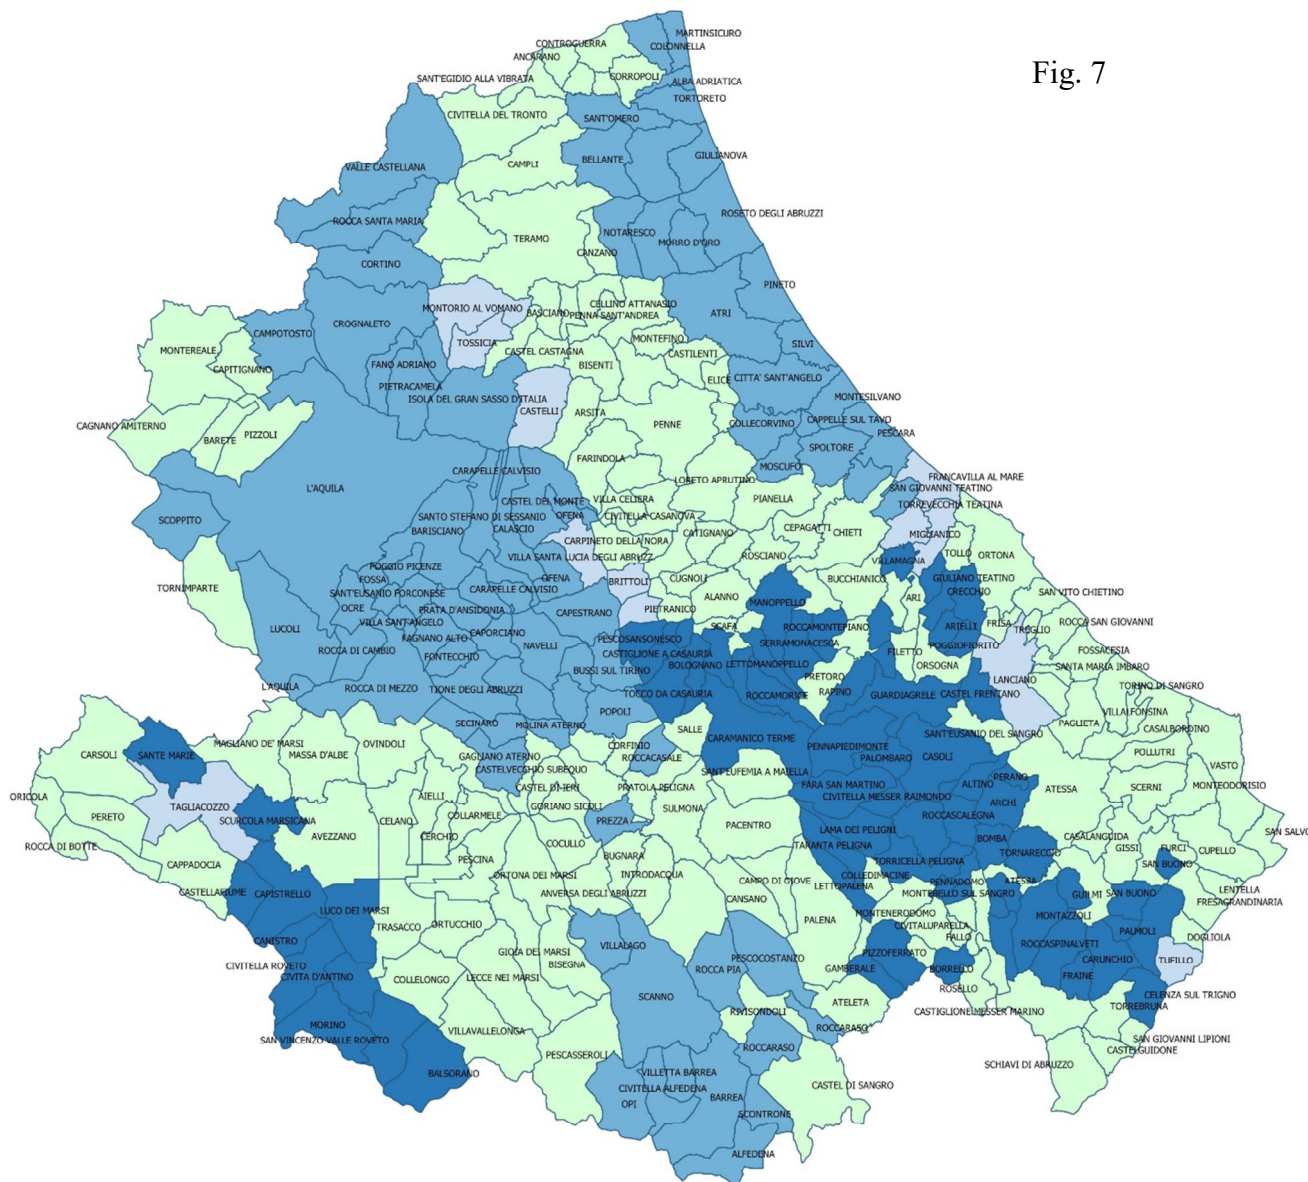 MARTINSICURO
CONTROGUERRA
COLONNELLA
ANCARANO
Fig. 7
SANT'EGIDIO ALLA VIBRATA
CORROPOLI
ALBA ADRIATICA
TORTORETO
CIVITELLA DEL TRONTO
SANT'OMERO
GIULIANOVA
BELLANTE
CAMPLI
VALLE CASTELLANA
ROSETO DEGLI ABRUZZI
ROCCA SANTA MARIA
NOTARESCO
TERAMO
MORRO D'ORO
CANZANO
CORTINO
PINETO
CELLINO ATTANASIO
MONTORIO AL VOMANO
BASCIANO
PENNA SANT'ANDREA
ATRI
CROGNALETO
CAMPOTOSTO
MONTEFINO
TOSSICIA
SILVI
MONTEREALE
CASTEL CASTAGNA
CASTILENTI
FANO ADRIANO
BISENTI
CAPITIGNANO
ELICE
CITTA' SANT'ANGELO
PIETRACAMELA
ISOLA DEL GRAN SASSO D'ITALIA
MONTESILVANO
CASTELLI
ARSITA
CAGNANO AMITERNO
PENNE
COLLECORVINO
CAPPELLE SUL TAVO
PESCARA
BARETE
PIZZOLI
SPOLTORE
FARINDOLA
MOSCUFO
CARAPELLE CALVISIO
FRANCAVILLA AL MARE
LORETO APRUTINO
L'AQUILA
SAN GIOVANNI TEATINO
VILLA CELIERA
PIANELLA
CASTEL DEL MONTE
TORREVECCHIA TEATINA
SANTO STEFANO DI SESSANIO
OFENA
CIVITELLA CASANOVA
SCOPPITO
CEPAGATTI
CALASCIO
BARISCIANO
CATIGNANO
CHIETI
MIGLIANICO
CARPINETO DELLA NORA
VILLA SANTA LUCIA DEGLI ABRUZZ
ROSCIANO
VILLAMAGNA
TOLLO
ORTONA
POGGIO PICENZE
OFENA
CUGNOLI
BUCCHIANICO
GIULIANO TEATINO
FOSSA
BRITTOLI
TORNIMPARTE
CARAPELLE CALVISIO
CRECCHIO
SAN VITO CHIETINO
SANT'EUSANIO FORCONESE
ALANNO
ARI
MANOPPELLO
OCRE
PRATA D'ANSIDONIA
CAPESTRANO
PIETRANICO
ROCCA SAN GIOVANNI
VILLA SANT'ANGELO
SCAFA
ROCCAMONTEPIANO
ARIELLI
FRISA
TREGLIO
LUCOLI
CAPORCIANO
FAGNANO ALTO
PESCOSANSONESCO
SERRAMONACESCA
POGGIOFIORITO
FOSSACESIA
ROCCA DI CAMBIO
FONTECCHIO
NAVELLI
CASTIGLIONE A CASAURIA
FILETTO
BOLOGNANO
LETTOMANOPPELLO
ORSOGNA
SANTA MARIA IMBARO
BUSSI SUL TIRINO
PRETORO
LANCIANO
L'AQUILA
ROCCA DI MEZZO
TIONE DEGLI ABRUZZI
TOCCO DA CASAURIA
ROCCAMORICE
RAPINO
GUARDIAGRELE
CASTEL FRENTANO
TORINO DI SANGRO
POPOLI
VILLALFONSINA
SECINARO
MOLINA ATERNO
PAGLIETA
CASALBORDINO
SALLE
CARAMANICO TERME
SANT'EUSANIO DEL SANGRO
MAGLIANO DE' MARSI
OVINDOLI
CORFINIO
PENNAPIEDIMONTE
POLLUTRI
CARSOLI
SANTE MARIE
MASSA D'ALBE
GAGLIANO ATERNO
ROCCACASALE
PALOMBARO
CASOLI
VASTO
CASTELVECCHIO SUBEQUO
SANT'EUFEMIA A MAIELLA
PERANO
CASTEL DI IERI
PRATOLA PELIGNA
FARA SAN MARTINO
ALTINO
ATESSA
SCERNI
MONTEODORISIO
ORICOLA
TAGLIACOZZO
AIELLI
GORIANO SICOLI
SULMONA
CIVITELLA MESSER RAIMONDO
ARCHI
PERETO
SCURCOLA MARSICANA
CELANO
COLLARMELE
PREZZA
ROCCASCALEGNA
PACENTRO
LAMA DEI PELIGNI
SAN SALVO
AVEZZANO
CERCHIO
BOMBA
CASALANGUIDA
FURCI
ROCCA DI BOTTE
COCULLO
TARANTA PELIGNA
GISSI
CUPELLO
CAPPADOCIA
PESCINA
BUGNARA
TORNARECCIO
TORRICELLA PELIGNA
SAN BUONO
ORTONA DEI MARSI
INTRODACQUA
COLLEDIMACINE
CASTELLAFIUME
CAPISTRELLO
CAMPO DI GIOVE
LETTOPALENA
PENNADOMO
ATESSA
ANVERSA DEGLI ABRUZZI
MONTEBELLO SUL SANGRO
GUILMI
SAN BUONO
LENTELLA
CANSANO
FRESAGRANDINARIA
LUCO DEI MARSI
MONTENERODOMO
MONTAZZOLI
TRASACCO
ORTUCCHIO
PALENA
CIVITALUPARELLA
PALMOLI
DOGLIOLA
CANISTRO
VILLALAGO
FALLO
ROCCASPINALVETI
GIOIA DEI MARSI
PIZZOFERRATO
CARUNCHIO
PESCOCOSTANZO
TUFILLO
CIVITELLA ROVETO
BISEGNA
ROCCA PIA
GAMBERALE
BORRELLO
CIVITA D'ANTINO
COLLELONGO
LECCE NEI MARSI
FRAINE
ROSELLO
SCANNO
CELENZA SUL TRIGNO
ATELETA
TORREBRUNA
RIVISONDOLI
CASTIGLIONE MESSER MARINO
MORINO
VILLAVALLELONGA
ROCCARASO
SAN VINCENZO VALLE ROVETO
SAN GIOVANNI LIPIONI
ROCCARASO
CASTELGUIDONE
PESCASSEROLI
SCHIAVI DI ABRUZZO
BALSORANO
VILLETTA BARREA
CASTEL DI SANGRO
CIVITELLA ALFEDENA
BARREA
OPI
SCONTRONE
ALFEDENA